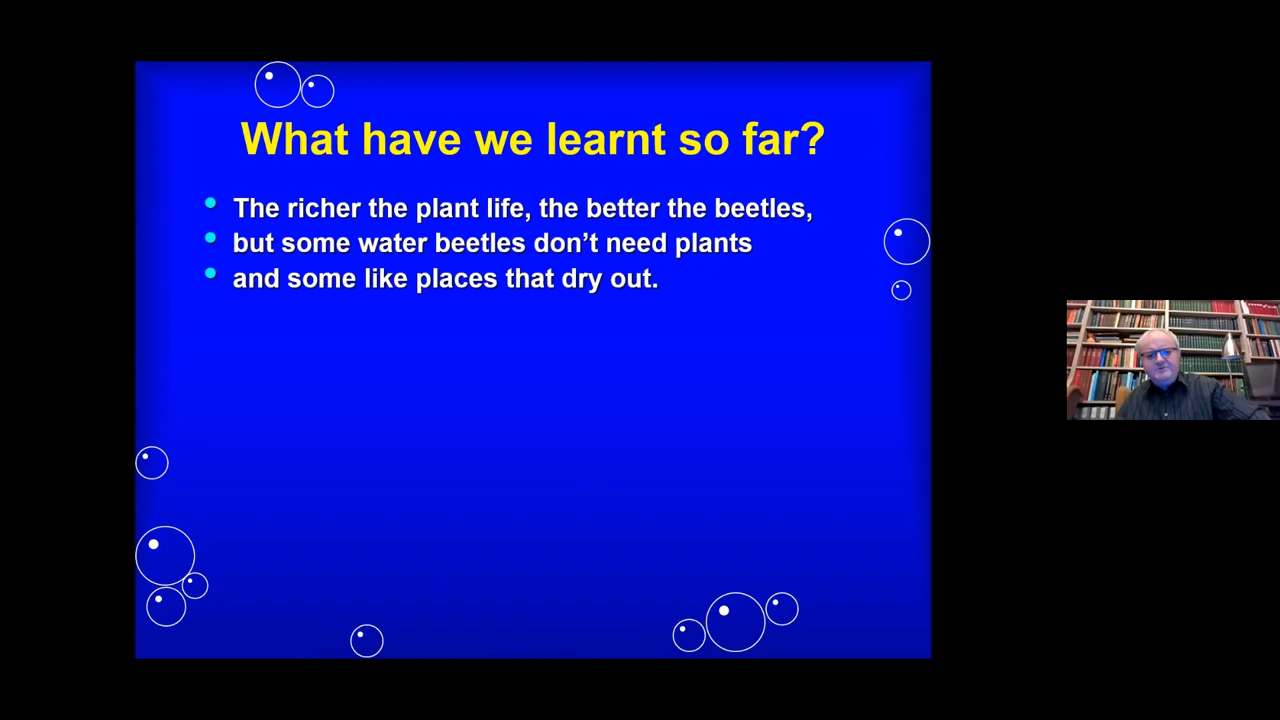 What have we learnt so far?
The richer the plant life, the better the beetles,
but some water beetles don’t need plants
and some like places that dry out.